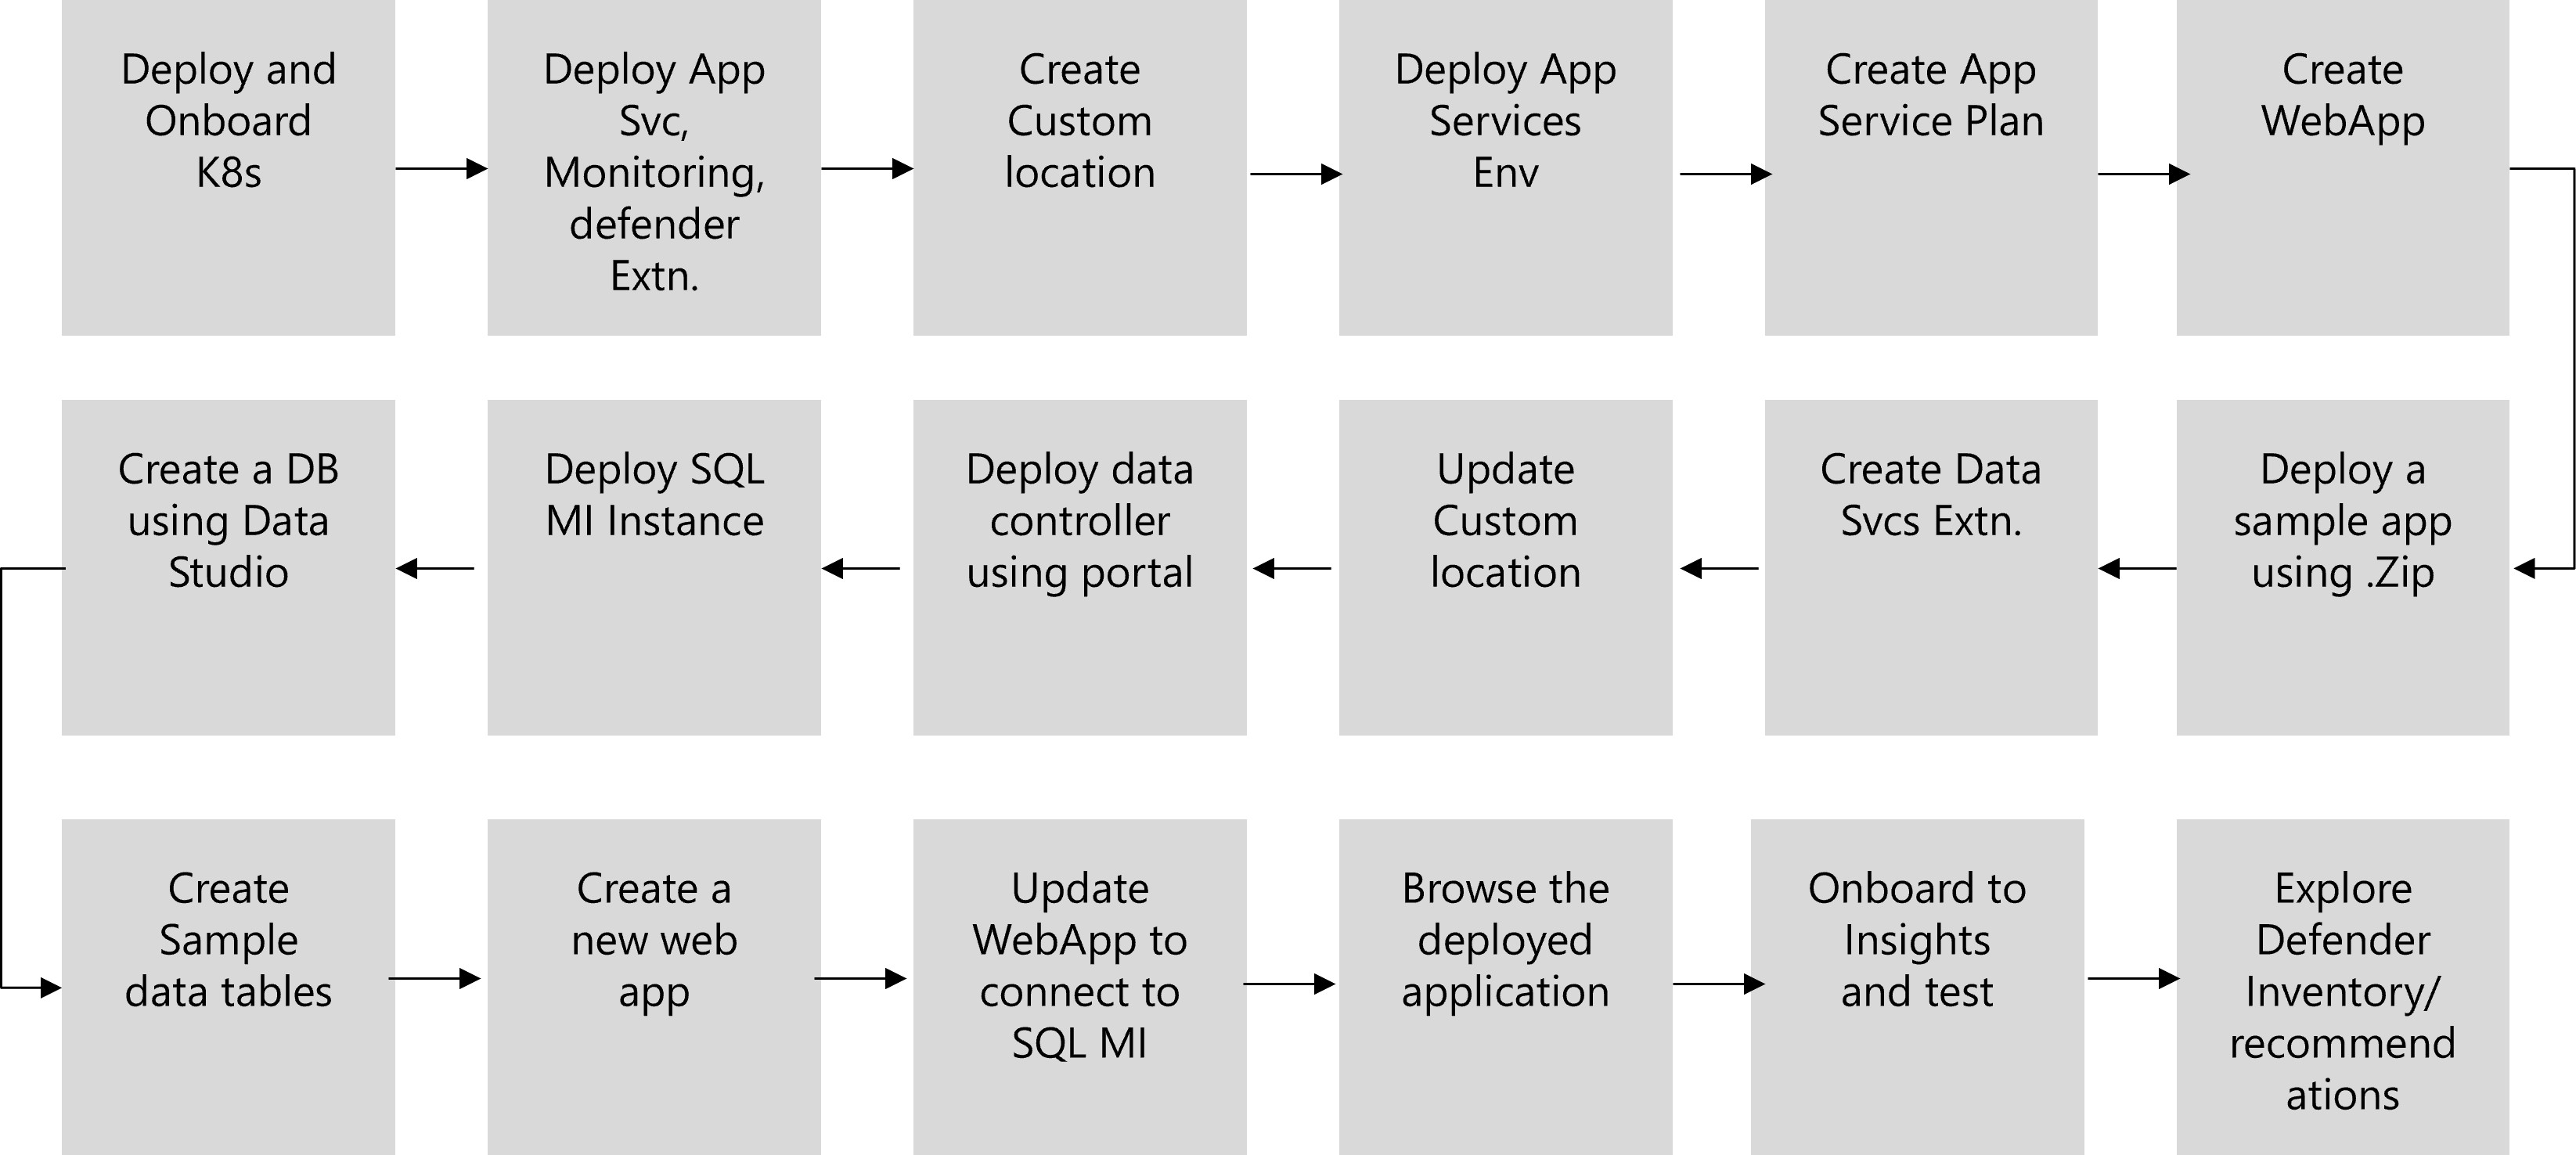 Deploy and
Onboard
K8s
Deploy App
Svc,
Monitoring,
defender
Extn.
Create
Custom
location
Deploy App
Services
Env
Create App
Service Plan
Create
WebApp
Deploy a
sample app
using .Zip
Create Data
Svcs Extn.
Update
Custom
location
Deploy data
controller
using portal
Deploy SQL
MI Instance
Create a DB
using Data
Studio
Create
Sample
data tables
Create a
new web
app
Update
WebApp to
connect to
SQL MI
Browse the
deployed
application
Onboard to
Insights
and test
Explore
Defender
Inventory/
recommend
ations